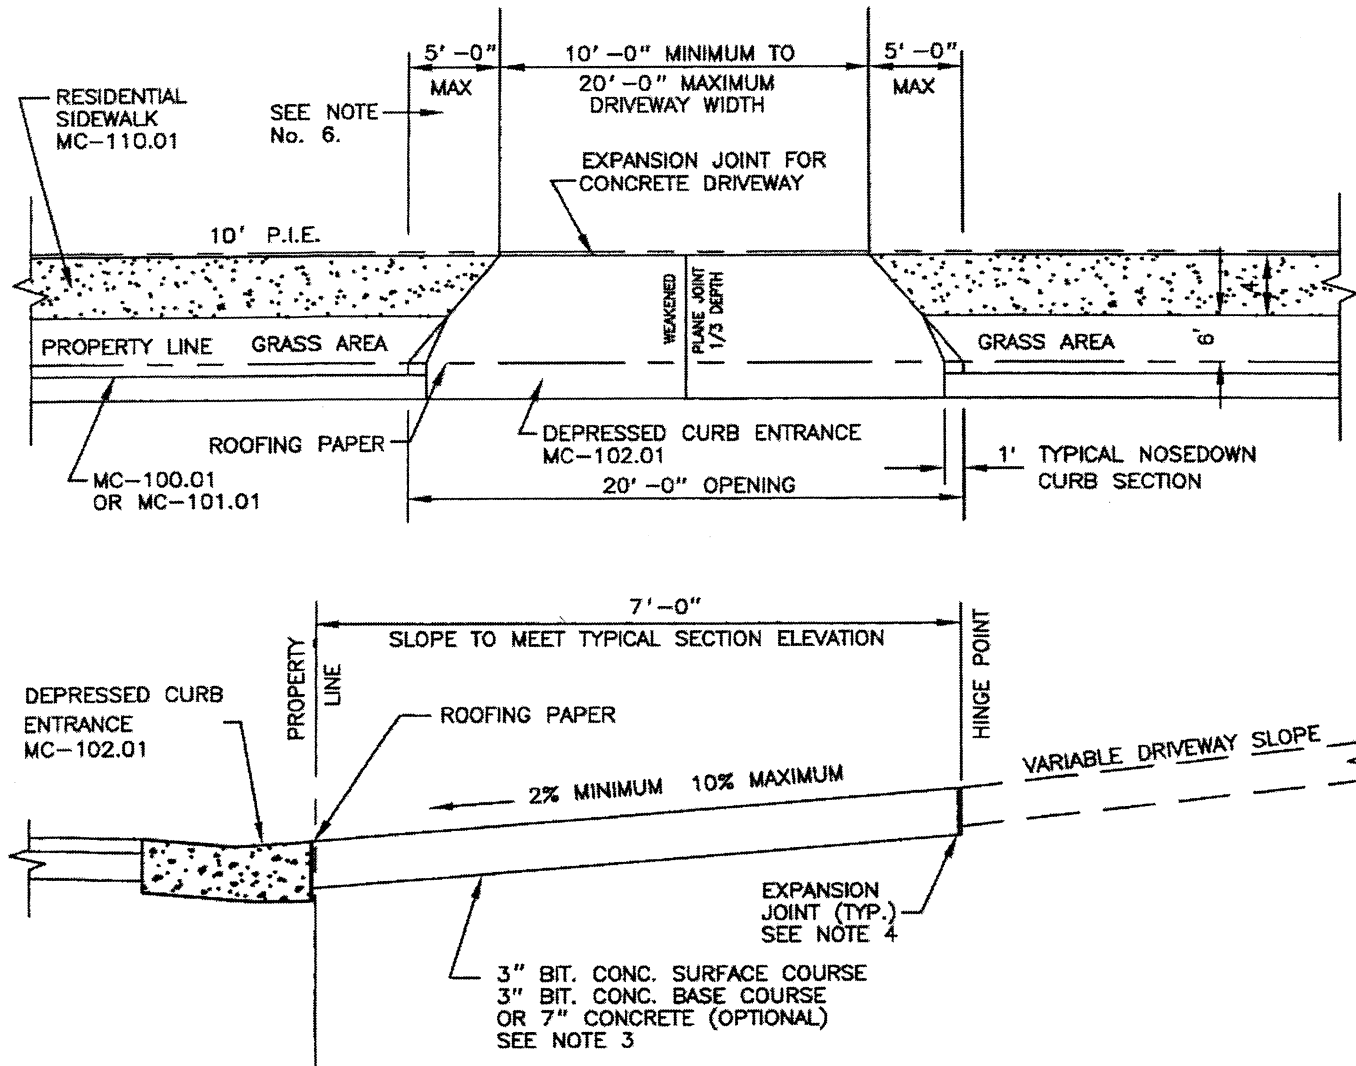 5'-0"
MAX
10'-0" MINIMUM TO
20'-0" MAXIMUM
DRIVEWAY WIDTH
5'-0"
MAX
RESIDENTIAL
SIDEWALK
MC-110.01
SEE NOTE
No. 6.
EXPANSION JOINT FOR
CONCRETE DRIVEWAY
10' P.I.E.
WEAKENED
PLANE JOINT
1/3 DEPTH
4'
6'
PROPERTY LINE
GRASS AREA
GRASS AREA
ROOFING PAPER
DEPRESSED CURB ENTRANCE
MC-102.01
MC-100.01
OR MC-101.01
20'-0" OPENING
1' TYPICAL NOSEDOWN
CURB SECTION
7'-0"
SLOPE TO MEET TYPICAL SECTION ELEVATION
PROPERTY
LINE
HINGE POINT
DEPRESSED CURB
ENTRANCE
MC-102.01
ROOFING PAPER
2% MINIMUM 10% MAXIMUM
VARIABLE DRIVEWAY SLOPE
EXPANSION
JOINT (TYP.)
SEE NOTE 4
3" BIT. CONC. SURFACE COURSE
3" BIT. CONC. BASE COURSE
OR 7" CONCRETE (OPTIONAL)
SEE NOTE 3